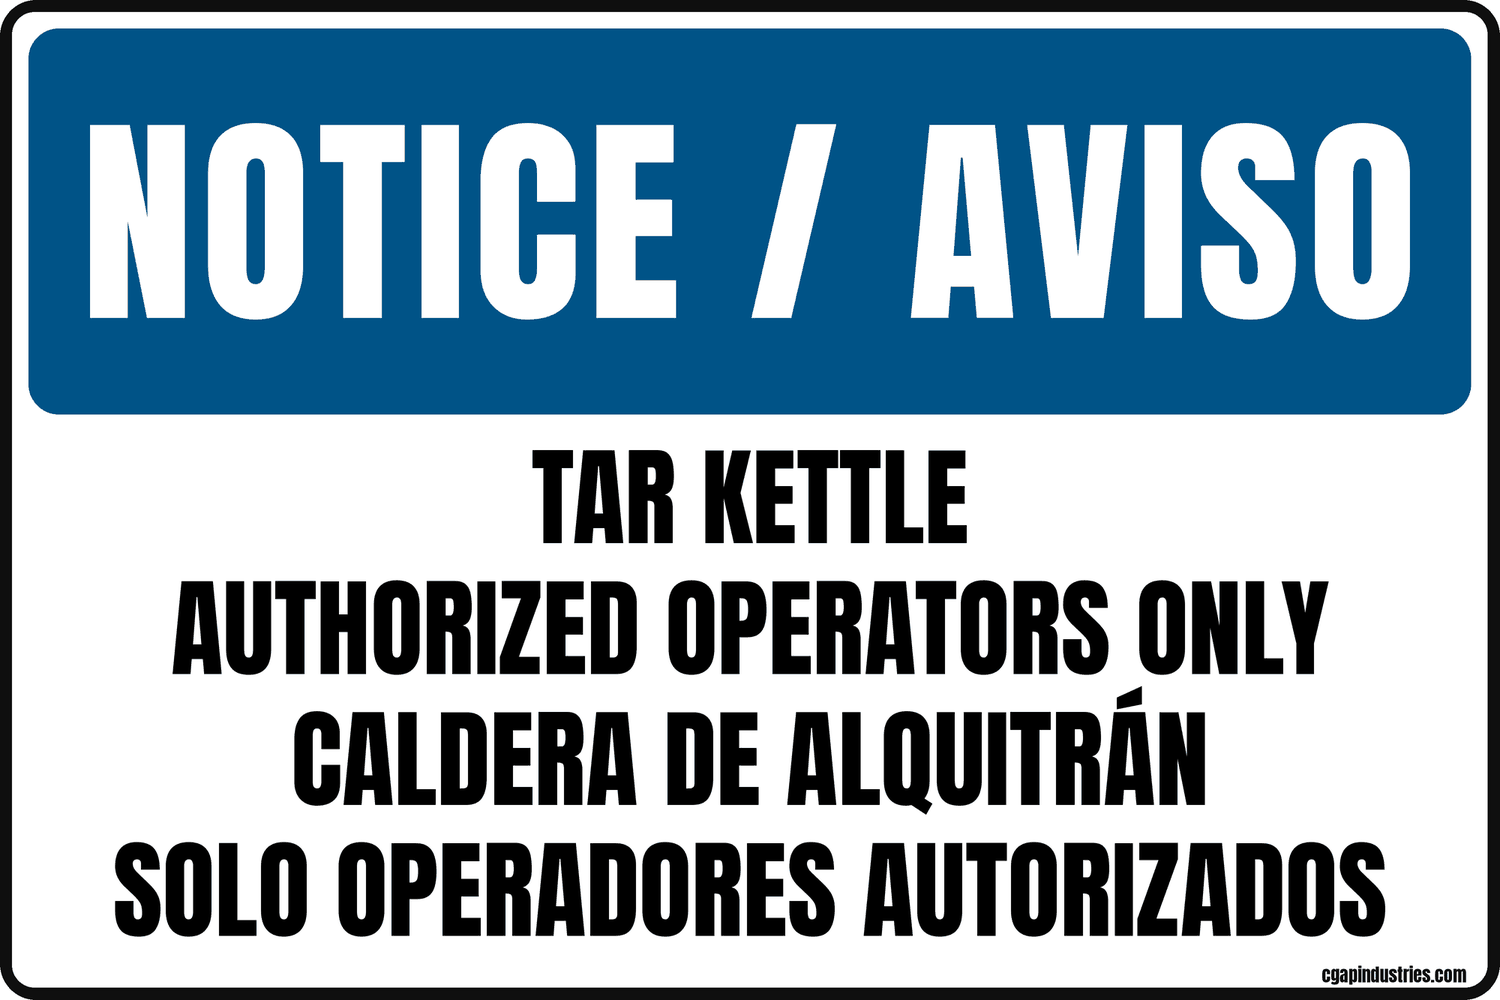 NOTICE / AVISO
TAR KETTLE
AUTHORIZED OPERATORS ONLY
CALDERA DE ALQUITRÁN
SOLO OPERADORES AUTORIZADOS
cgapindustries.com